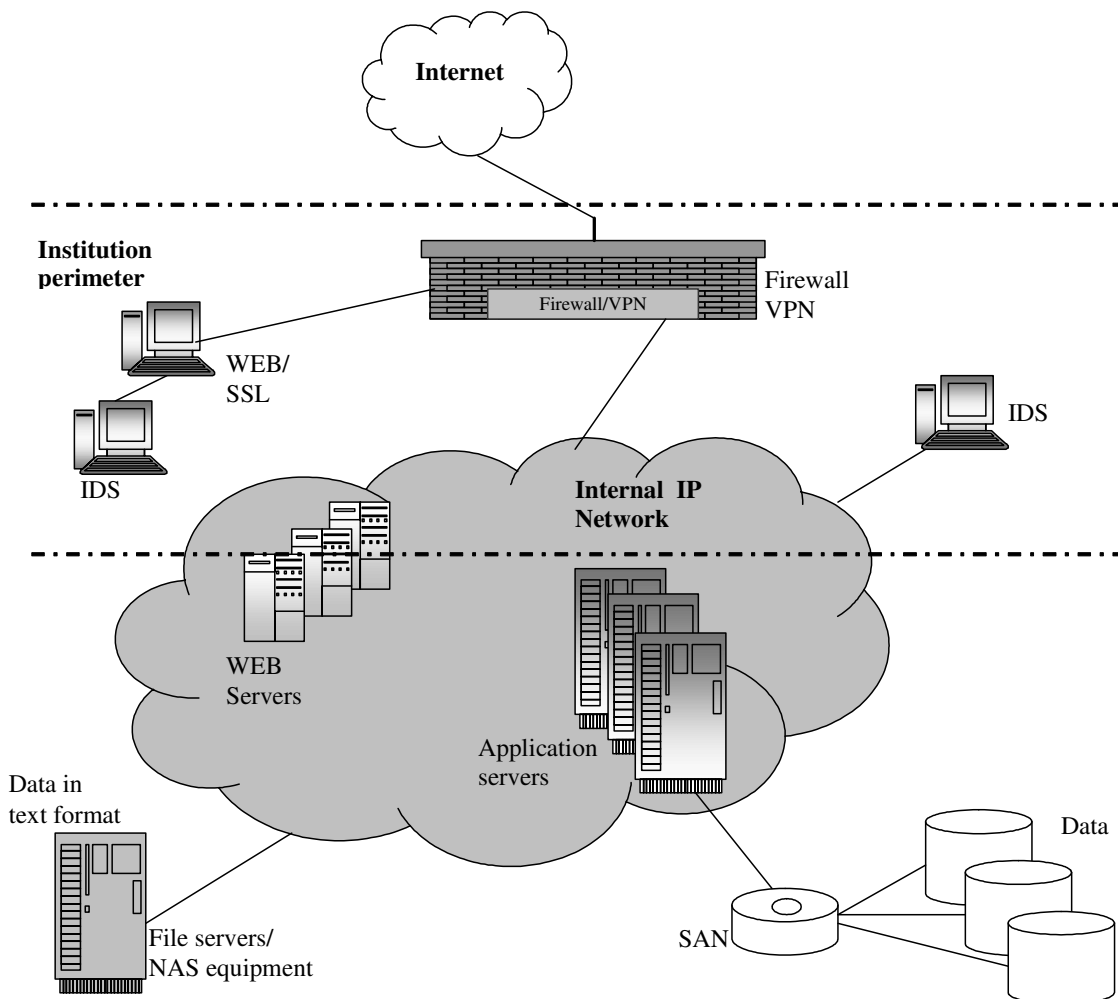 Internet
Institution
perimeter
Firewall/VPN
Firewall
VPN
WEB/
SSL
IDS
IDS
Internal IP
Network
WEB
Servers
Application
servers
Data in
text format
File servers/
NAS equipment
SAN
Data